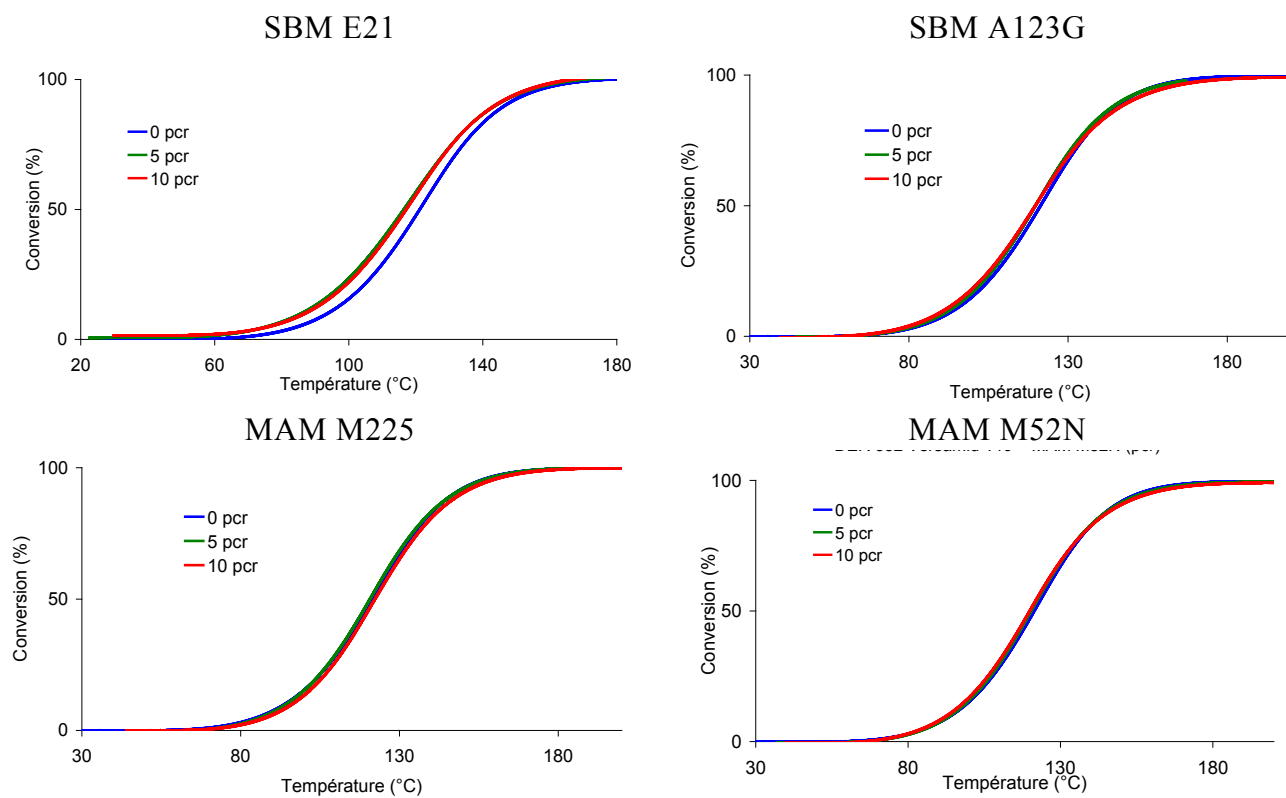 SBM E21
100
50
0
Conversion (%)
0 pcr
5 pcr
10 pcr
20
60
100
140
180
Température (°C)
SBM A123G
100
50
0
Conversion (%)
0 pcr
5 pcr
10 pcr
30
80
130
180
Température (°C)
MAM M225
100
50
0
Conversion (%)
0 pcr
5 pcr
10 pcr
30
80
130
180
Température (°C)
MAM M52N
100
50
0
Conversion (%)
0 pcr
5 pcr
10 pcr
30
80
130
180
Température (°C)